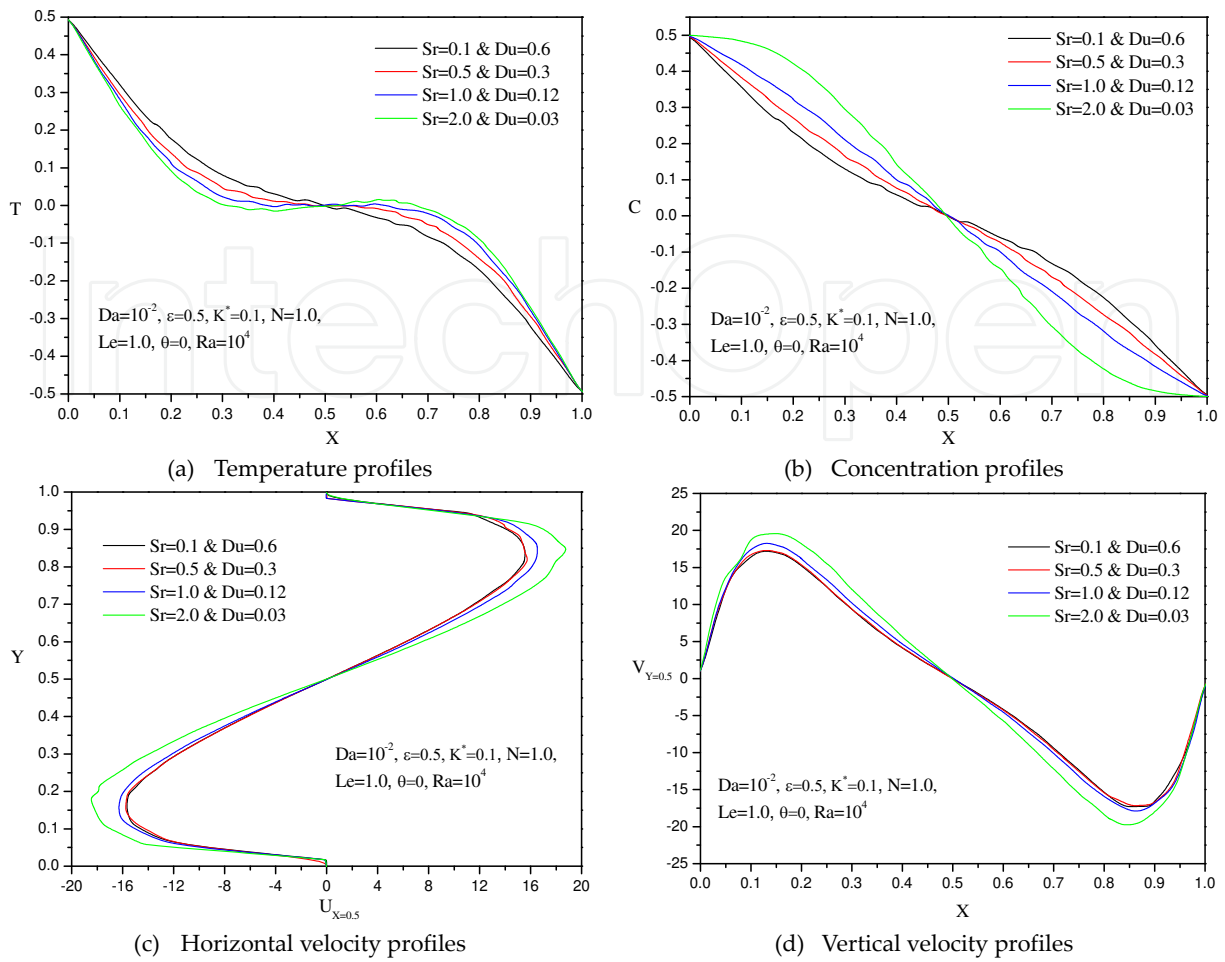 0.5
0.4
0.3
0.2
0.1
0.0
-0.1
-0.2
-0.3
-0.4
-0.5
T
Sr=0.1 & Du=0.6
Sr=0.5 & Du=0.3
Sr=1.0 & Du=0.12
Sr=2.0 & Du=0.03
Da=10⁻², ε=0.5, K*=0.1, N=1.0,
Le=1.0, θ=0, Ra=10⁴
0.0 0.1 0.2 0.3 0.4 0.5 0.6 0.7 0.8 0.9 1.0
X
(a) Temperature profiles
0.5
0.4
0.3
0.2
0.1
0.0
-0.1
-0.2
-0.3
-0.4
-0.5
C
Sr=0.1 & Du=0.6
Sr=0.5 & Du=0.3
Sr=1.0 & Du=0.12
Sr=2.0 & Du=0.03
Da=10⁻², ε=0.5, K*=0.1, N=1.0,
Le=1.0, θ=0, Ra=10⁴
0.0 0.1 0.2 0.3 0.4 0.5 0.6 0.7 0.8 0.9 1.0
X
(b) Concentration profiles
IntechOpen
1.0
0.9
0.8
0.7
0.6
0.5
0.4
0.3
0.2
0.1
0.0
Y
Sr=0.1 & Du=0.6
Sr=0.5 & Du=0.3
Sr=1.0 & Du=0.12
Sr=2.0 & Du=0.03
Da=10⁻², ε=0.5, K*=0.1, N=1.0,
Le=1.0, θ=0, Ra=10⁴
-20 -16 -12 -8 -4 0 4 8 12 16 20
U X=0.5
(c) Horizontal velocity profiles
25
20
15
10
5
0
-5
-10
-15
-20
-25
V Y=0.5
Sr=0.1 & Du=0.6
Sr=0.5 & Du=0.3
Sr=1.0 & Du=0.12
Sr=2.0 & Du=0.03
Da=10⁻², ε=0.5, K*=0.1, N=1.0,
Le=1.0, θ=0, Ra=10⁴
0.0 0.1 0.2 0.3 0.4 0.5 0.6 0.7 0.8 0.9 1.0
X
(d) Vertical velocity profiles